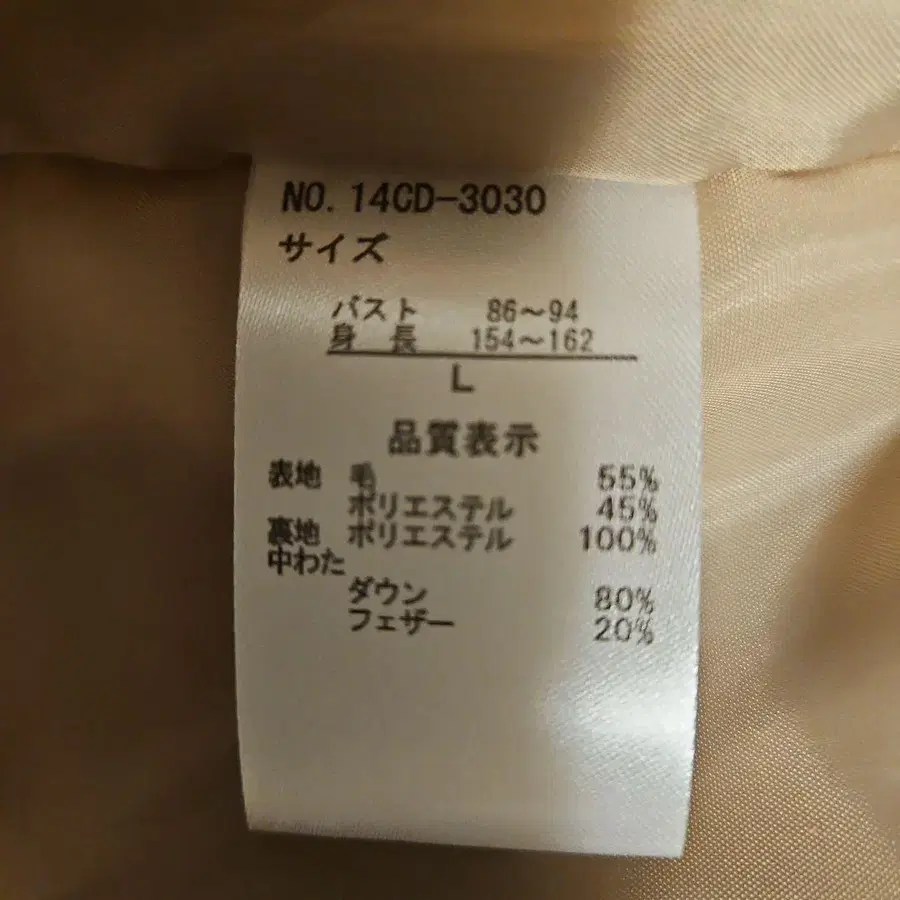 NO. 14CD-3030
サイズ
バスト 86～94
身長 154～162
L
品質表示
表地 毛 55%
ポリエステル 45%
裏地 ポリエステル 100%
中わた
ダウン 80%
フェザー 20%